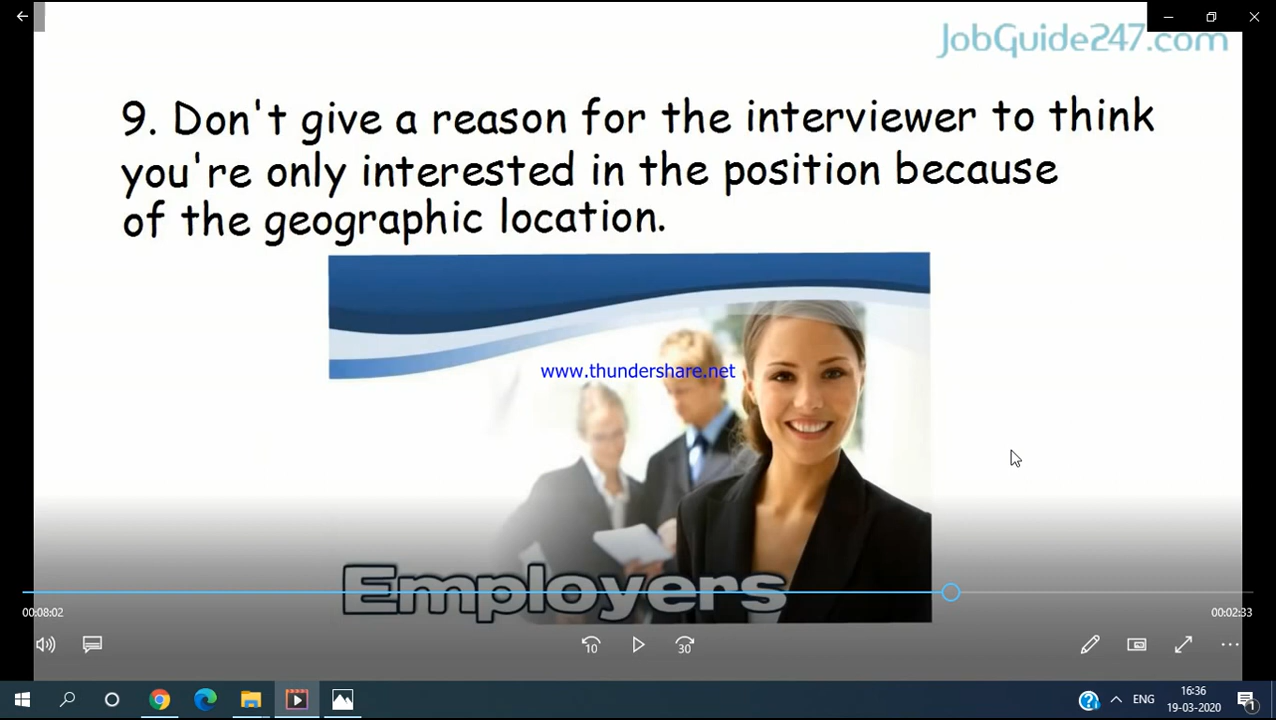 JobGuide247.com
9. Don't give a reason for the interviewer to think
you're only interested in the position because
of the geographic location.
www.thundershare.net
Employers
00:08:02
00:02:33
10
30
ENG
16:36
19-03-2020
1